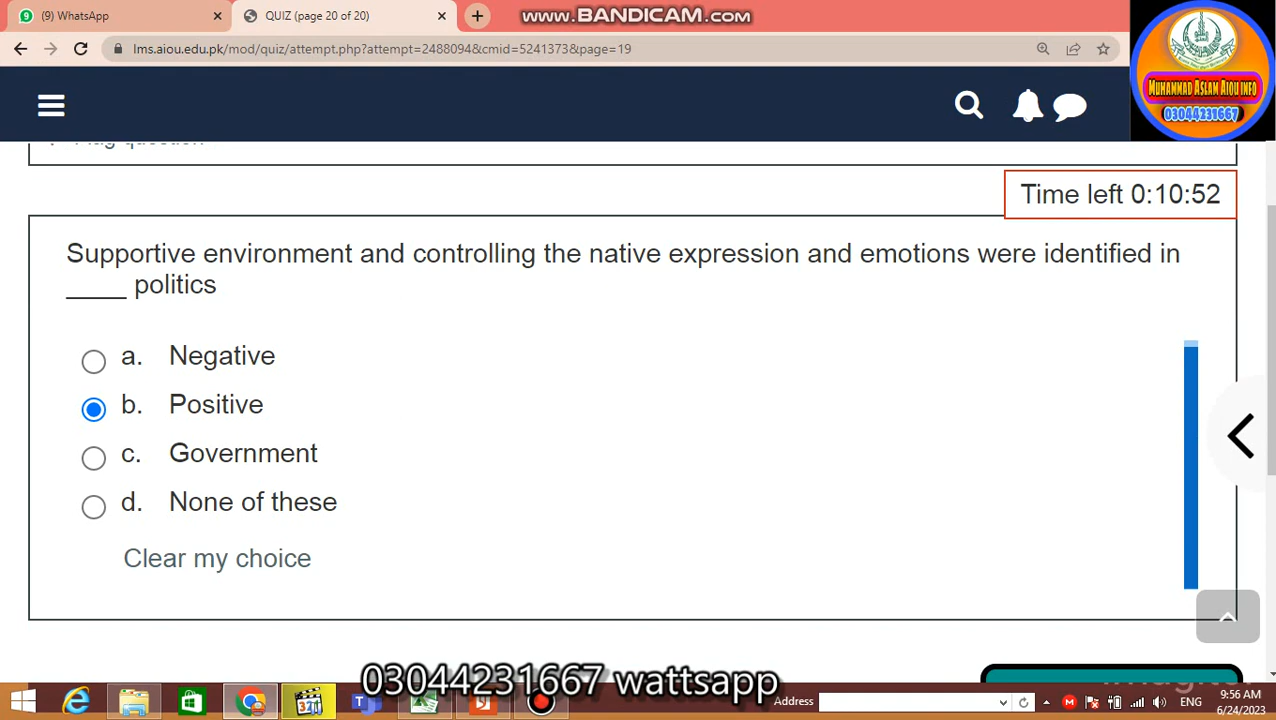 (9) WhatsApp
QUIZ (page 20 of 20)
WWW.BANDICAM.COM
lms.aiou.edu.pk/mod/quiz/attempt.php?attempt=2488094&cmid=5241373&page=19
MUHAMMAD ASLAM AIOU INFO
03044231667
Flag question
Time left 0:10:52
Supportive environment and controlling the native expression and emotions were identified in
_____ politics
a. Negative
b. Positive
c. Government
d. None of these
Clear my choice
03044231667 wattsapp
Address
ENG
9:56 AM
6/24/2023